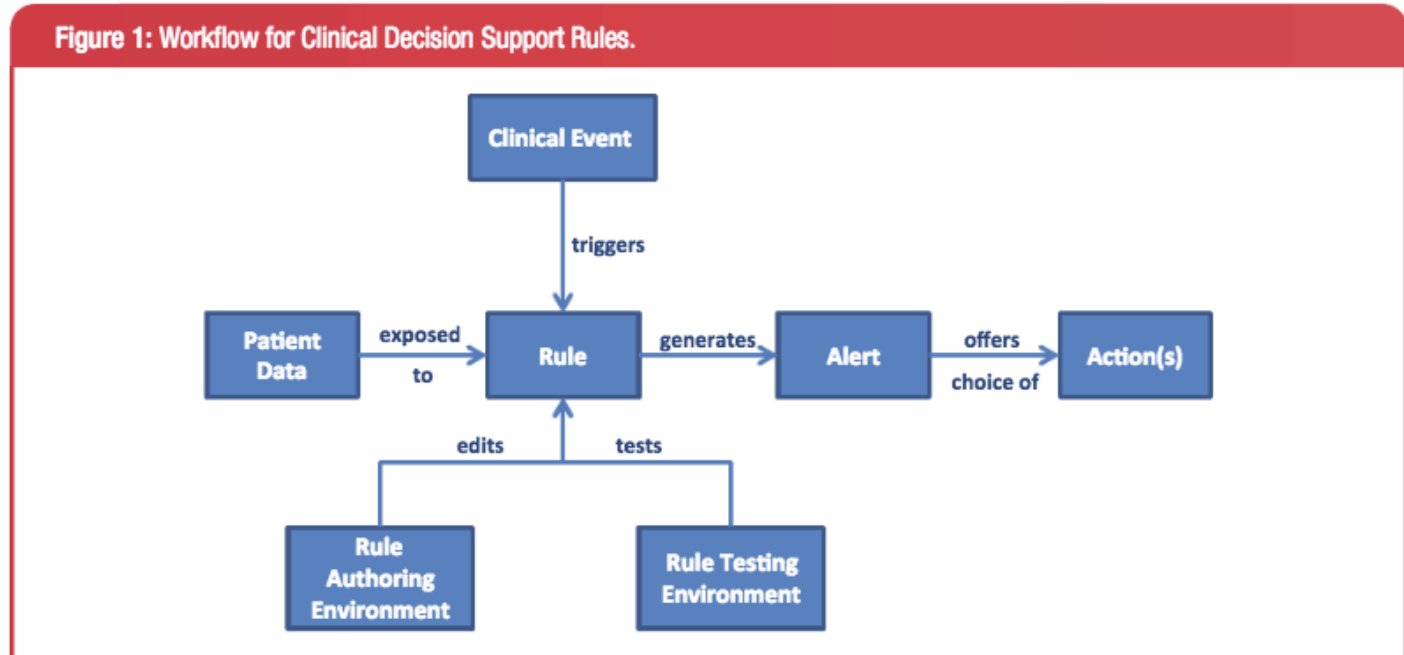 Figure 1: Workflow for Clinical Decision Support Rules.
Clinical Event
triggers
Patient
Data
exposed
to
Rule
generates
Alert
offers
choice of
Action(s)
edits
tests
Rule
Authoring
Environment
Rule Testing
Environment